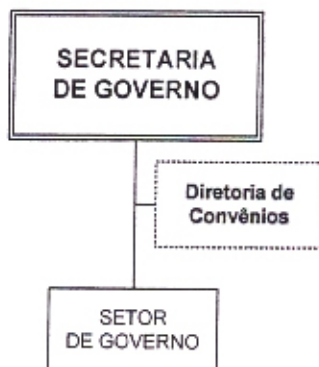 SECRETARIA
DE GOVERNO
Diretoria de
Convênios
SETOR
DE GOVERNO